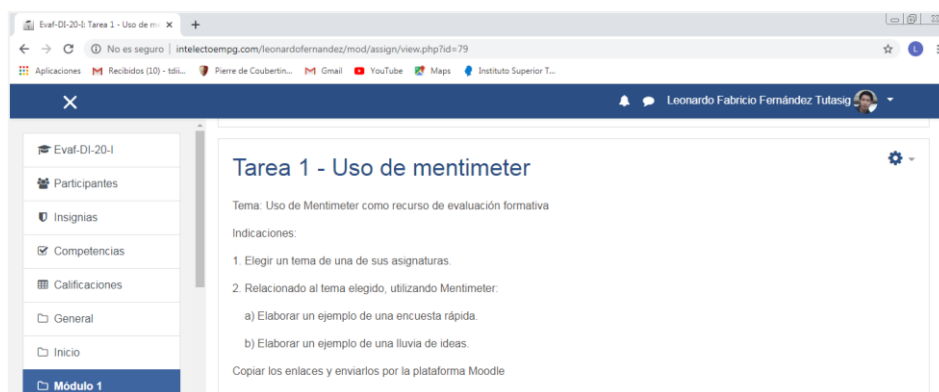 Evaf-DI-20-I: Tarea 1 - Uso de m
No es seguro | intelectoempg.com/leonardofernandez/mod/assign/view.php?id=79
Aplicaciones Recibidos (10) - tdii... Pierre de Coubertin... Gmail YouTube Maps Instituto Superior T...
Leonardo Fabricio Fernández Tutasig
Evaf-DI-20-I
Participantes
Insignias
Competencias
Calificaciones
General
Inicio
Módulo 1
Tarea 1 - Uso de mentimeter
Tema: Uso de Mentimeter como recurso de evaluación formativa
Indicaciones:
1. Elegir un tema de una de sus asignaturas.
2. Relacionado al tema elegido, utilizando Mentimeter:
a) Elaborar un ejemplo de una encuesta rápida.
b) Elaborar un ejemplo de una lluvia de ideas.
Copiar los enlaces y enviarlos por la plataforma Moodle